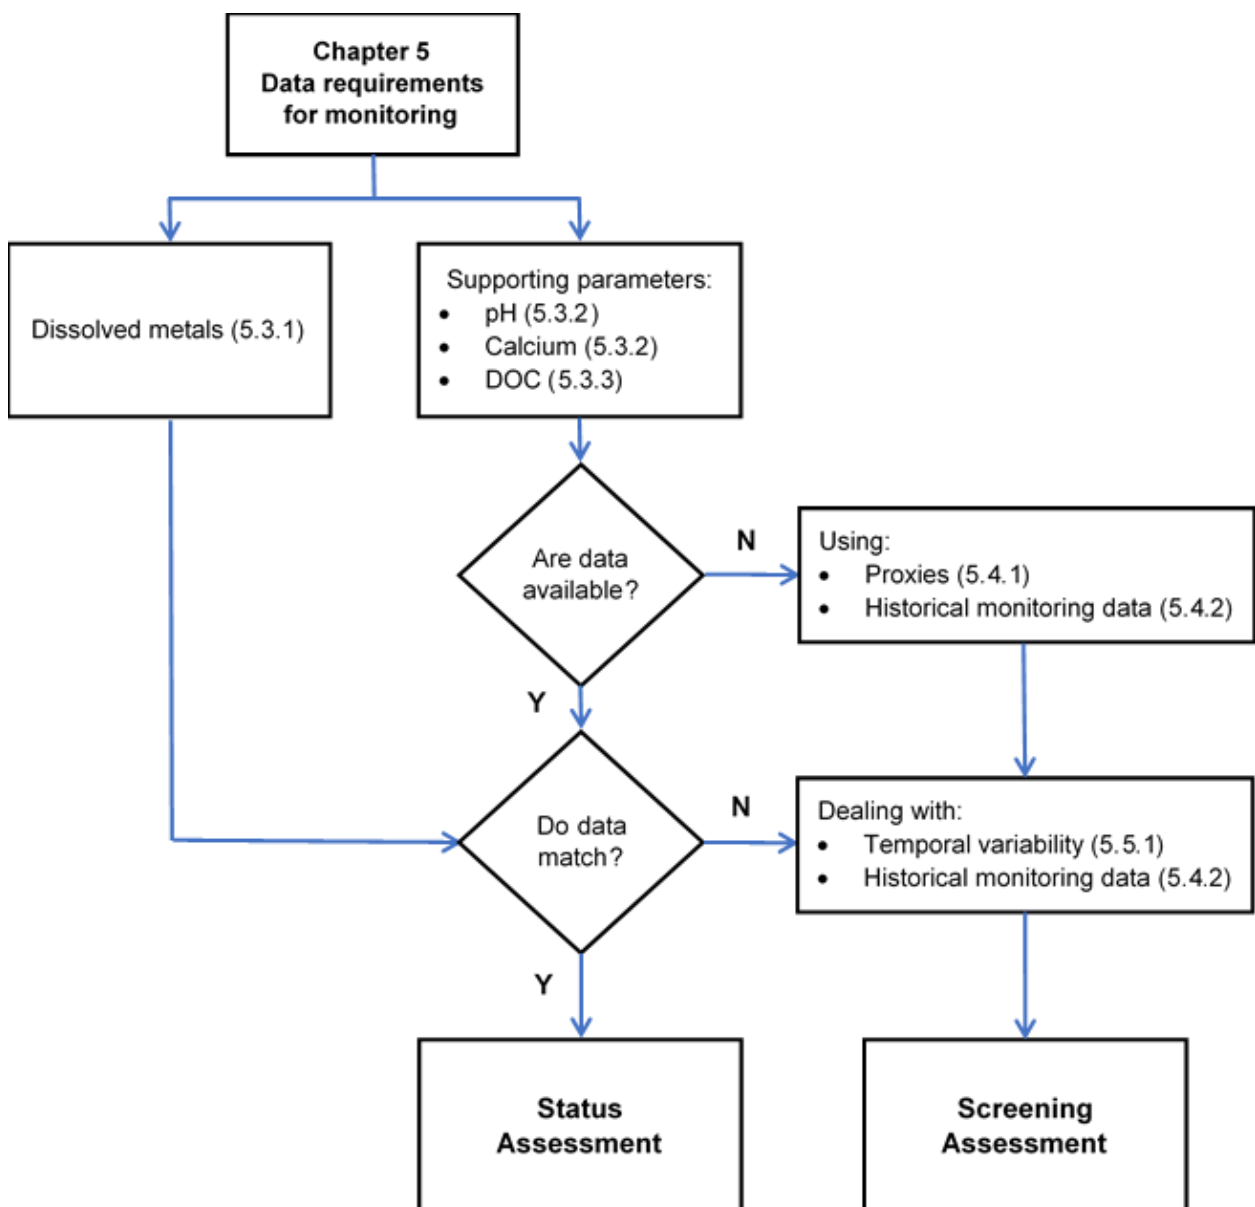 Chapter 5
Data requirements
for monitoring
Dissolved metals (5.3.1)
Supporting parameters:
• pH (5.3.2)
• Calcium (5.3.2)
• DOC (5.3.3)
Are data
available?
N
Using:
• Proxies (5.4.1)
• Historical monitoring data (5.4.2)
Y
Do data
match?
N
Dealing with:
• Temporal variability (5.5.1)
• Historical monitoring data (5.4.2)
Y
Status
Assessment
Screening
Assessment